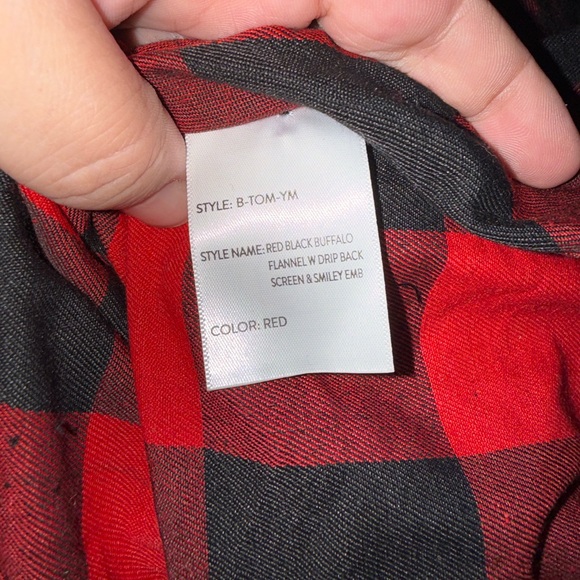 STYLE: B-TOM-YM
STYLE NAME: RED BLACK BUFFALO
FLANNEL W DRIP BACK
SCREEN & SMILEY EMB
COLOR: RED